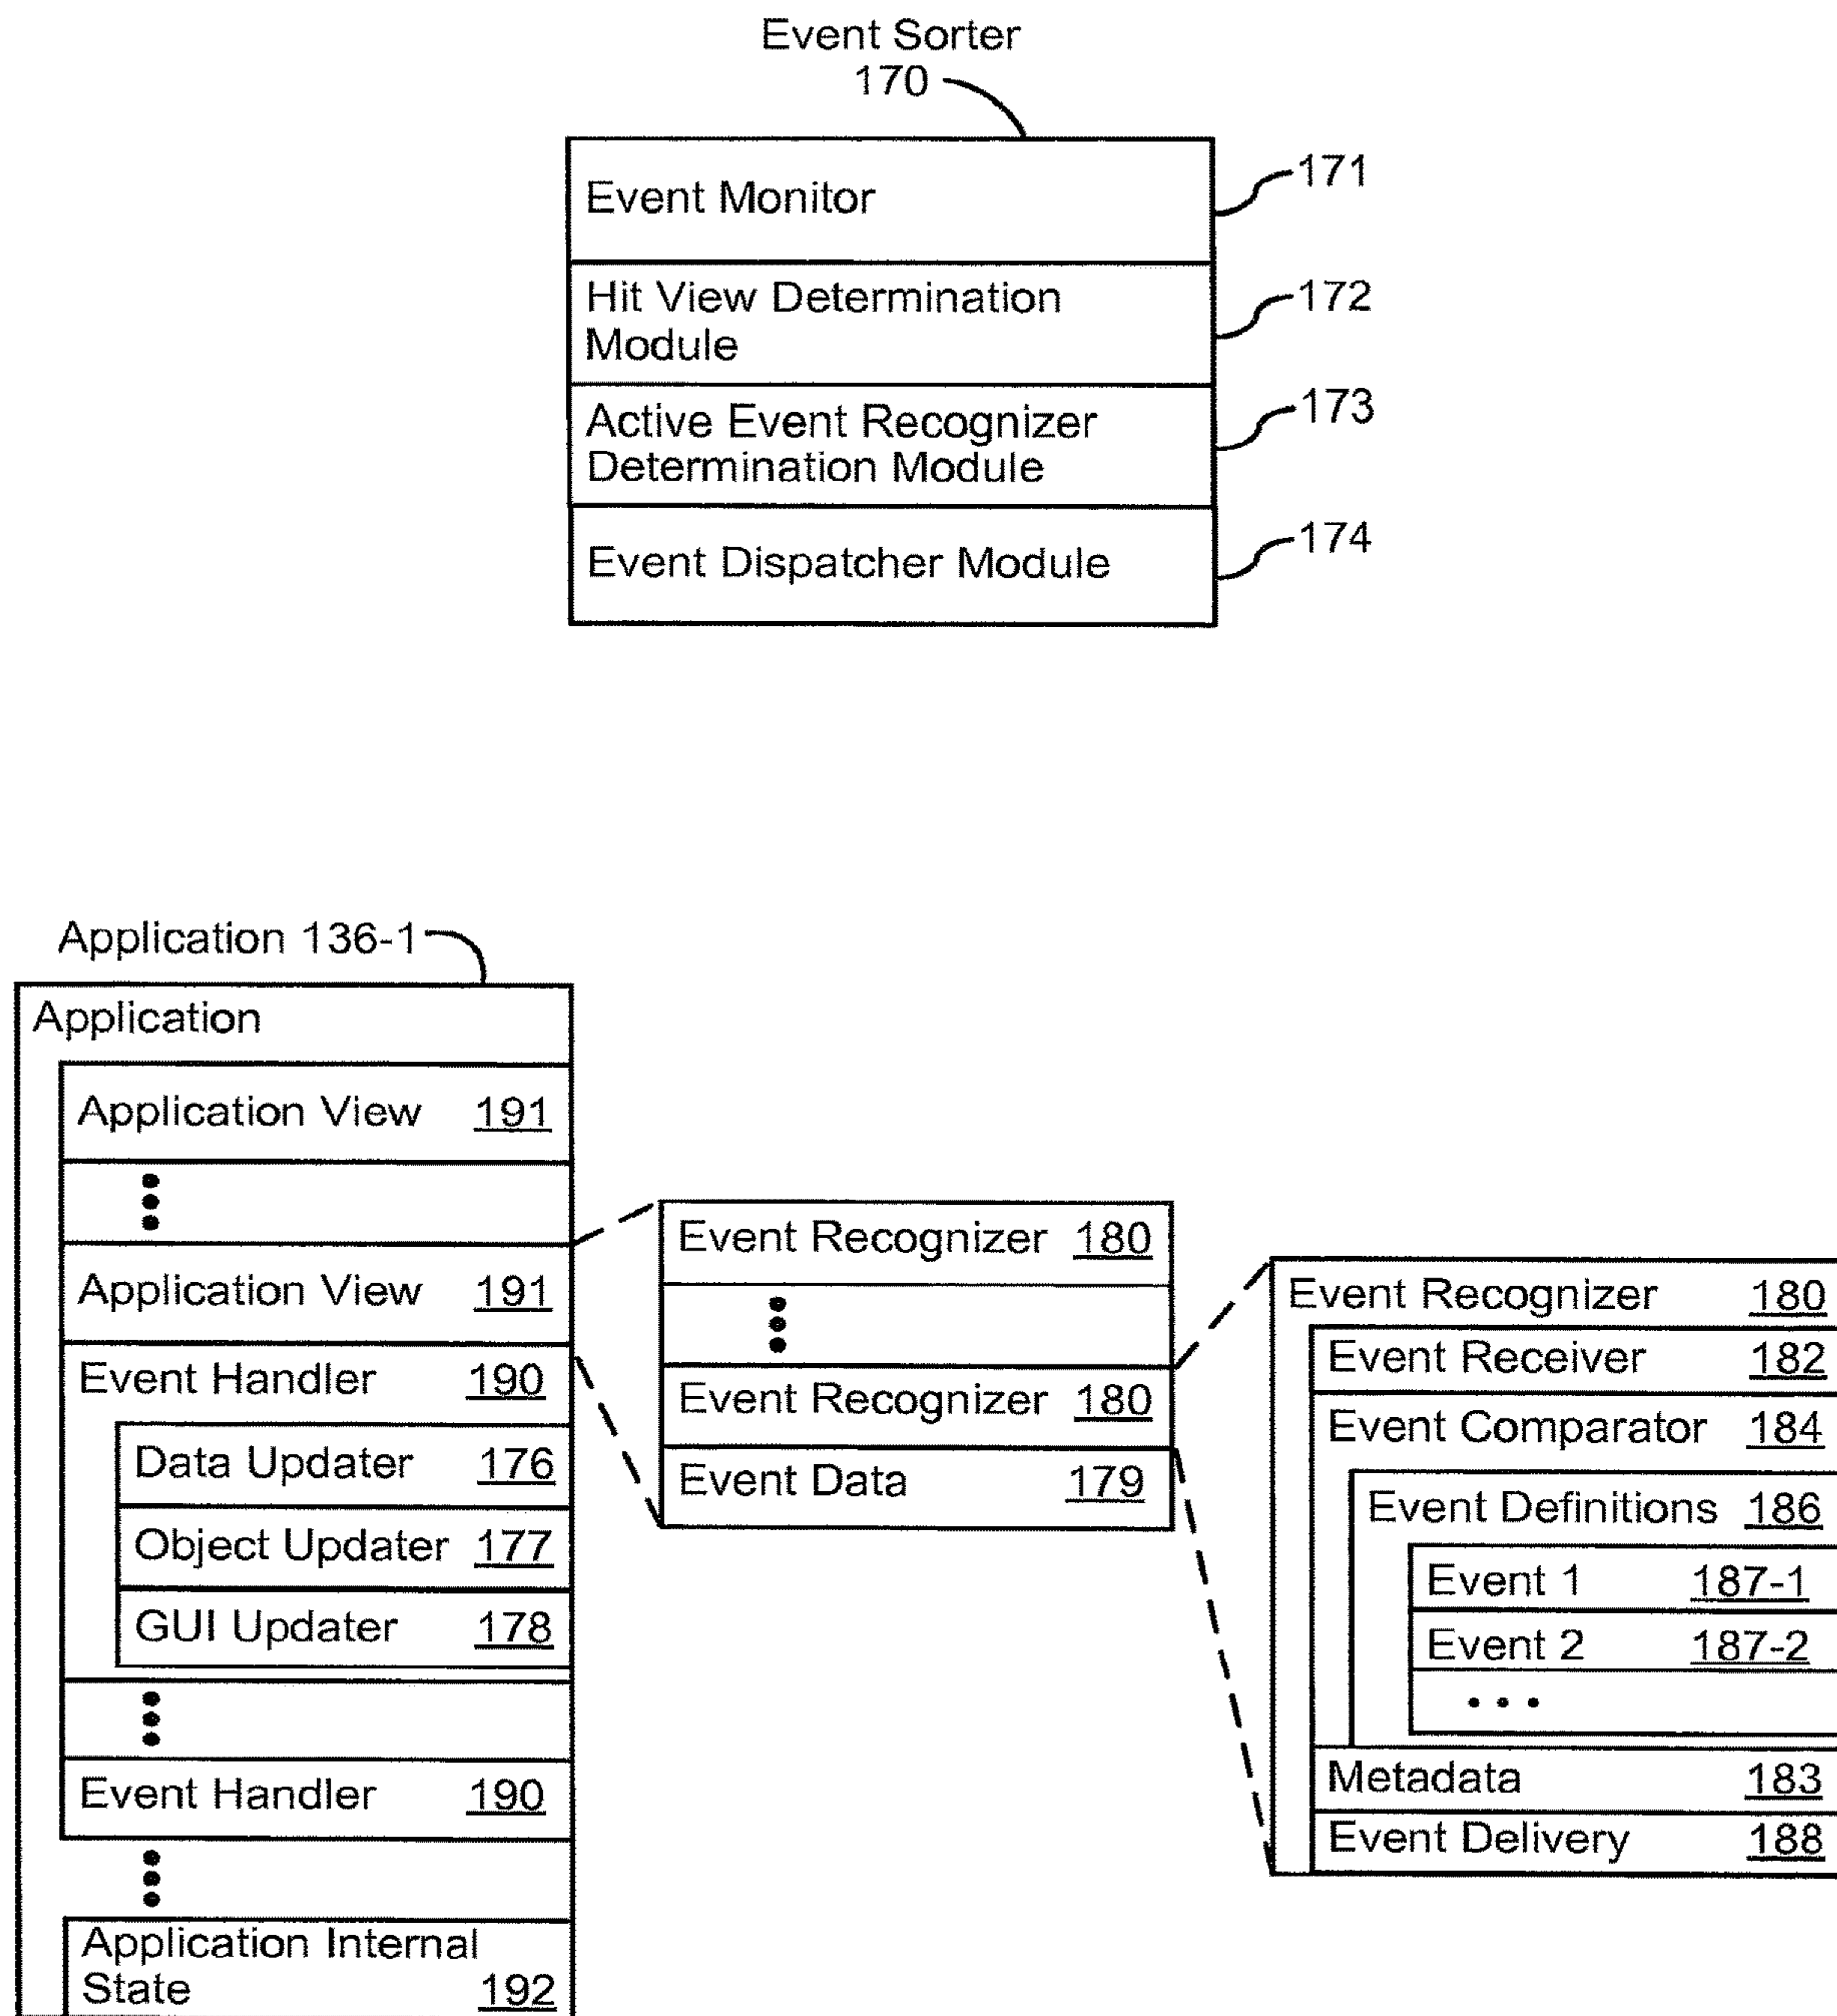 Event Sorter
170
Event Monitor
171
Hit View Determination
Module
172
Active Event Recognizer
Determination Module
173
Event Dispatcher Module
174
Application 136-1
Application
Application View 191
Application View 191
Event Handler 190
Data Updater 176
Object Updater 177
GUI Updater 178
Event Handler 190
Application Internal
State 192
Event Recognizer 180
Event Recognizer 180
Event Data 179
Event Recognizer 180
Event Receiver 182
Event Comparator 184
Event Definitions 186
Event 1 187-1
Event 2 187-2
• • •
Metadata 183
Event Delivery 188